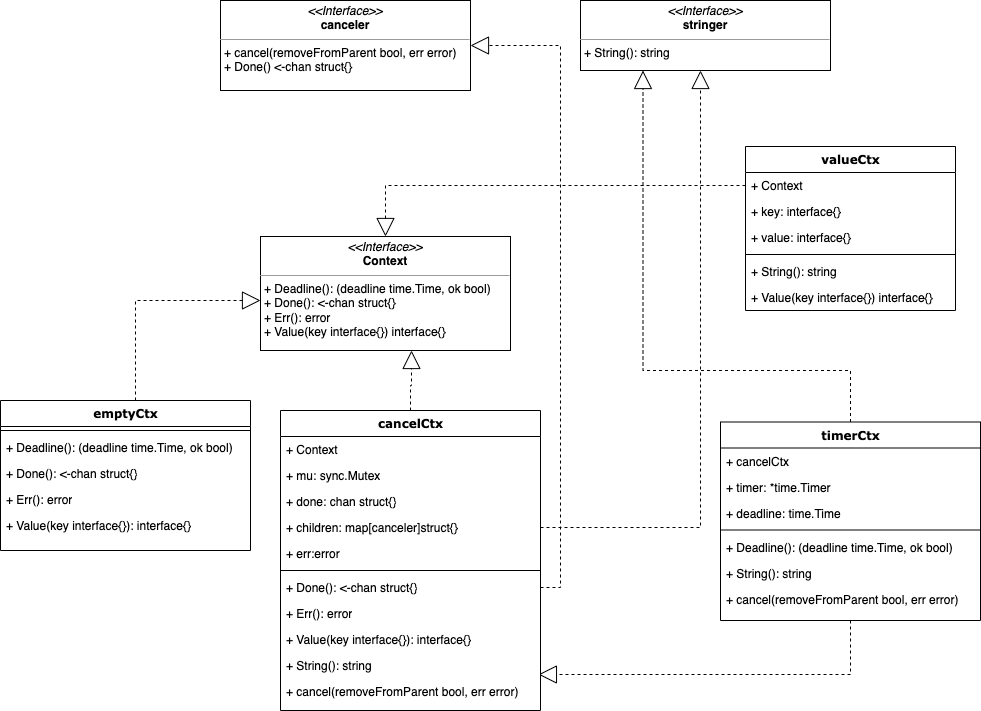 <<Interface>>
canceler
+ cancel(removeFromParent bool, err error)
+ Done() <-chan struct{}
<<Interface>>
stringer
+ String(): string
valueCtx
+ Context
+ key: interface{}
+ value: interface{}
+ String(): string
+ Value(key interface{}) interface{}
<<Interface>>
Context
+ Deadline(): (deadline time.Time, ok bool)
+ Done(): <-chan struct{}
+ Err(): error
+ Value(key interface{}) interface{}
emptyCtx
+ Deadline(): (deadline time.Time, ok bool)
+ Done(): <-chan struct{}
+ Err(): error
+ Value(key interface{}): interface{}
cancelCtx
+ Context
+ mu: sync.Mutex
+ done: chan struct{}
+ children: map[canceler]struct{}
+ err:error
+ Done(): <-chan struct{}
+ Err(): error
+ Value(key interface{}): interface{}
+ String(): string
+ cancel(removeFromParent bool, err error)
timerCtx
+ cancelCtx
+ timer: *time.Timer
+ deadline: time.Time
+ Deadline(): (deadline time.Time, ok bool)
+ String(): string
+ cancel(removeFromParent bool, err error)